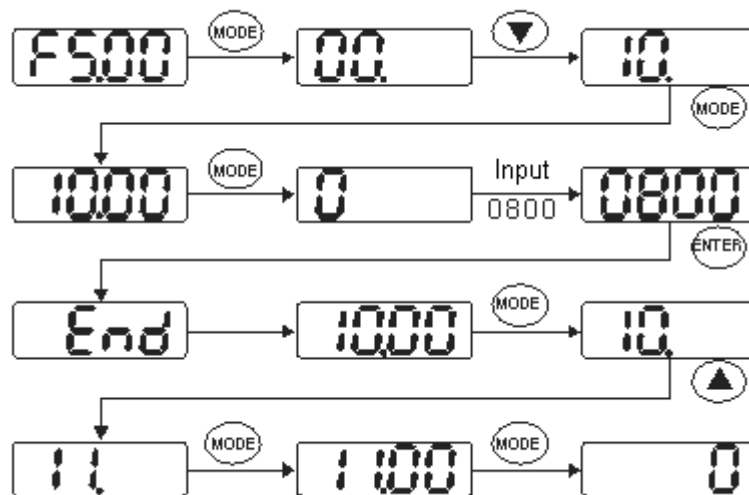 F5.00 MODE 00. 10.
MODE
10.00 MODE 0 Input 0800 0800
ENTER
End 10.00 MODE 10.
11. MODE 11.00 MODE 0